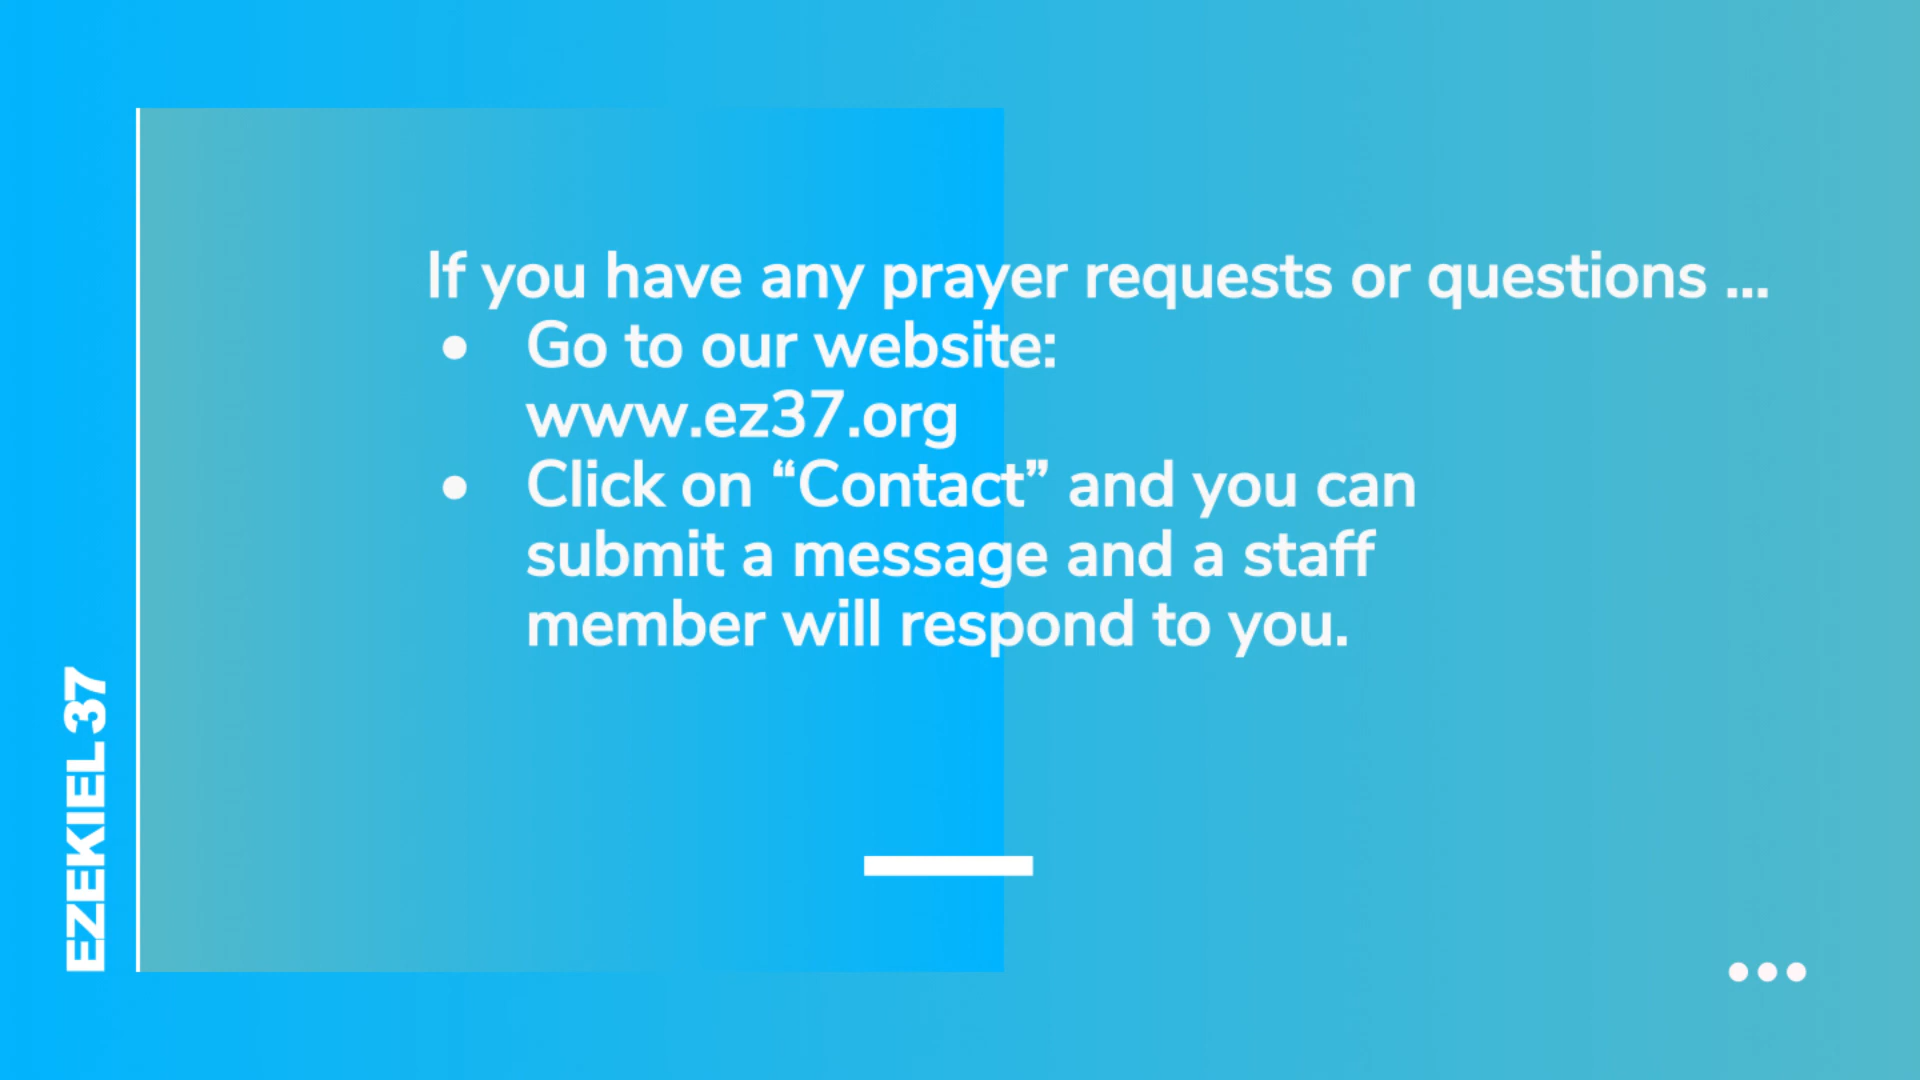 If you have any prayer requests or questions ...
● Go to our website:
www.ez37.org
● Click on “Contact” and you can
submit a message and a staff
member will respond to you.
EZEKIEL 37